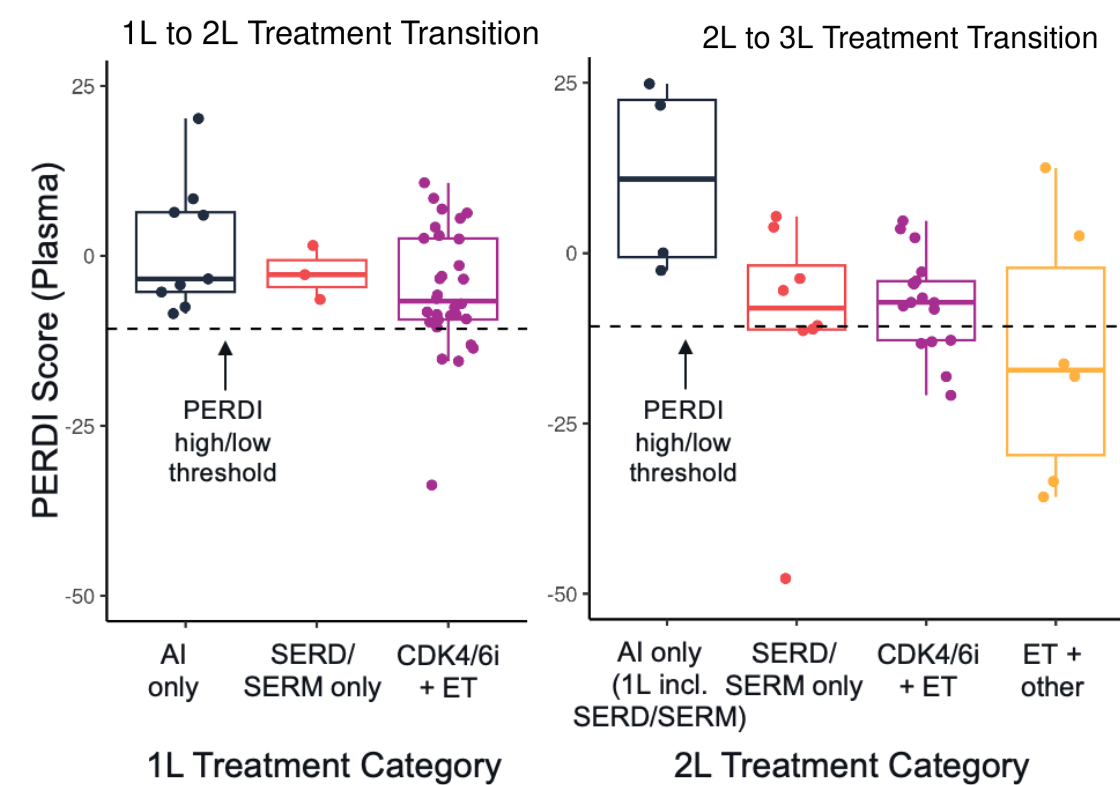 1L to 2L Treatment Transition
PERDI Score (Plasma)
25
0
-25
-50
PERDI
high/low
threshold
AI
only
SERD/
SERM only
CDK4/6i
+ ET
1L Treatment Category
2L to 3L Treatment Transition
25
0
-25
-50
PERDI
high/low
threshold
AI only
(1L incl.
SERD/SERM)
SERD/
SERM only
CDK4/6i
+ ET
ET +
other
2L Treatment Category